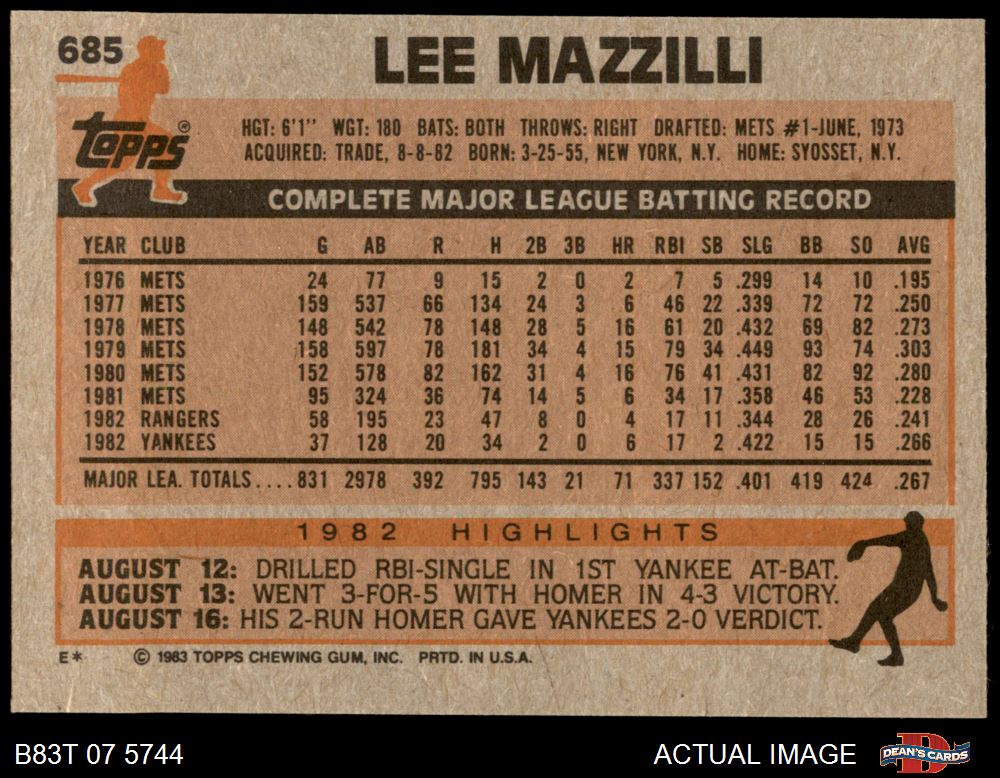 685
LEE MAZZILLI
Topps®
HGT: 6'1" WGT: 180 BATS: BOTH THROWS: RIGHT DRAFTED: METS #1-JUNE, 1973
ACQUIRED: TRADE, 8-8-82 BORN: 3-25-55, NEW YORK, N.Y. HOME: SYOSSET, N.Y.
COMPLETE MAJOR LEAGUE BATTING RECORD
YEAR CLUB G AB R H 2B 3B HR RBI SB SLG BB SO AVG
1976 METS 24 77 9 15 2 0 2 7 5 .299 14 10 .195
1977 METS 159 537 66 134 24 3 6 46 22 .339 72 72 .250
1978 METS 148 542 78 148 28 5 16 61 20 .432 69 82 .273
1979 METS 158 597 78 181 34 4 15 79 34 .449 93 74 .303
1980 METS 152 578 82 162 31 4 16 76 41 .431 82 92 .280
1981 METS 95 324 36 74 14 5 6 34 17 .358 46 53 .228
1982 RANGERS 58 195 23 47 8 0 4 17 11 .344 28 26 .241
1982 YANKEES 37 128 20 34 2 0 6 17 2 .422 15 15 .266
MAJOR LEA. TOTALS....831 2978 392 795 143 21 71 337 152 .401 419 424 .267
1982 HIGHLIGHTS
AUGUST 12: DRILLED RBI-SINGLE IN 1ST YANKEE AT-BAT.
AUGUST 13: WENT 3-FOR-5 WITH HOMER IN 4-3 VICTORY.
AUGUST 16: HIS 2-RUN HOMER GAVE YANKEES 2-0 VERDICT.
E* © 1983 TOPPS CHEWING GUM, INC. PRTD. IN U.S.A.
B83T 07 5744
ACTUAL IMAGE
D
DEAN'S CARDS